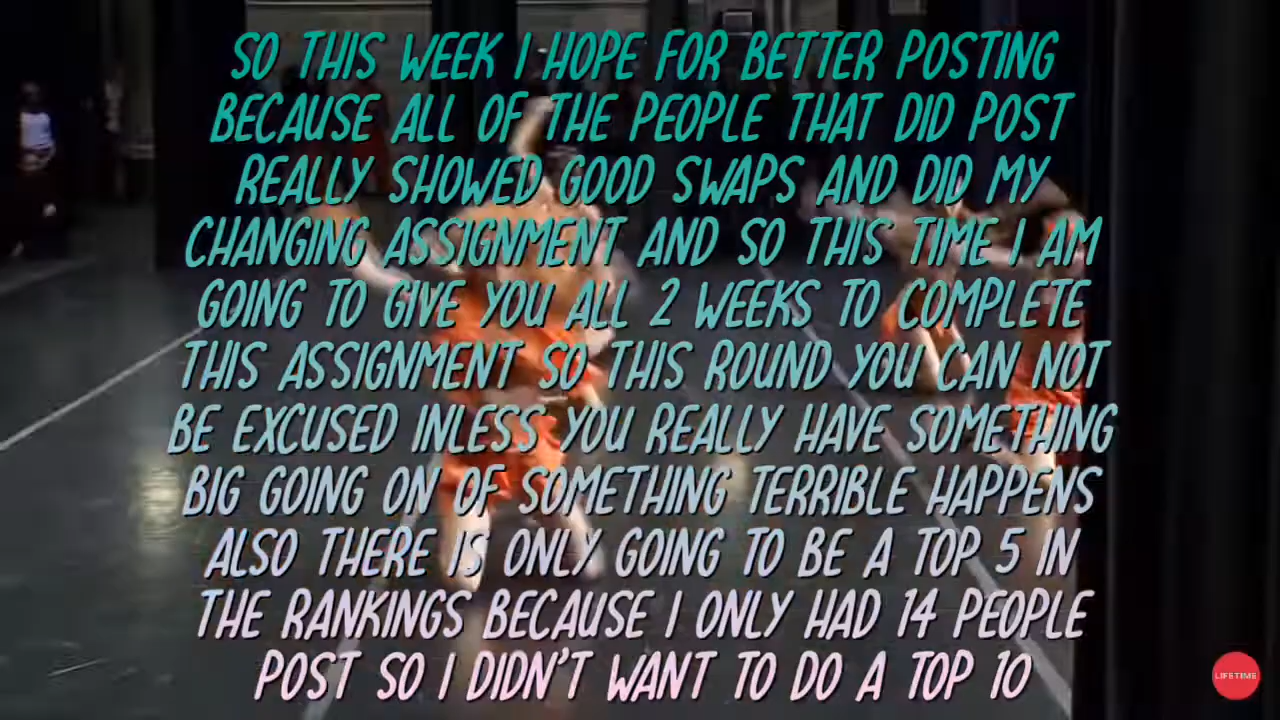 SO THIS WEEK I HOPE FOR BETTER POSTING
BECAUSE ALL OF THE PEOPLE THAT DID POST
REALLY SHOWED GOOD SWAPS AND DID MY
CHANGING ASSIGNMENT AND SO THIS TIME I AM
GOING TO GIVE YOU ALL 2 WEEKS TO COMPLETE
THIS ASSIGNMENT SO THIS ROUND YOU CAN NOT
BE EXCUSED INLESS YOU REALLY HAVE SOMETHING
BIG GOING ON OF SOMETHING TERRIBLE HAPPENS
ALSO THERE IS ONLY GOING TO BE A TOP 5 IN
THE RANKINGS BECAUSE I ONLY HAD 14 PEOPLE
POST SO I DIDN'T WANT TO DO A TOP 10
LIFETIME